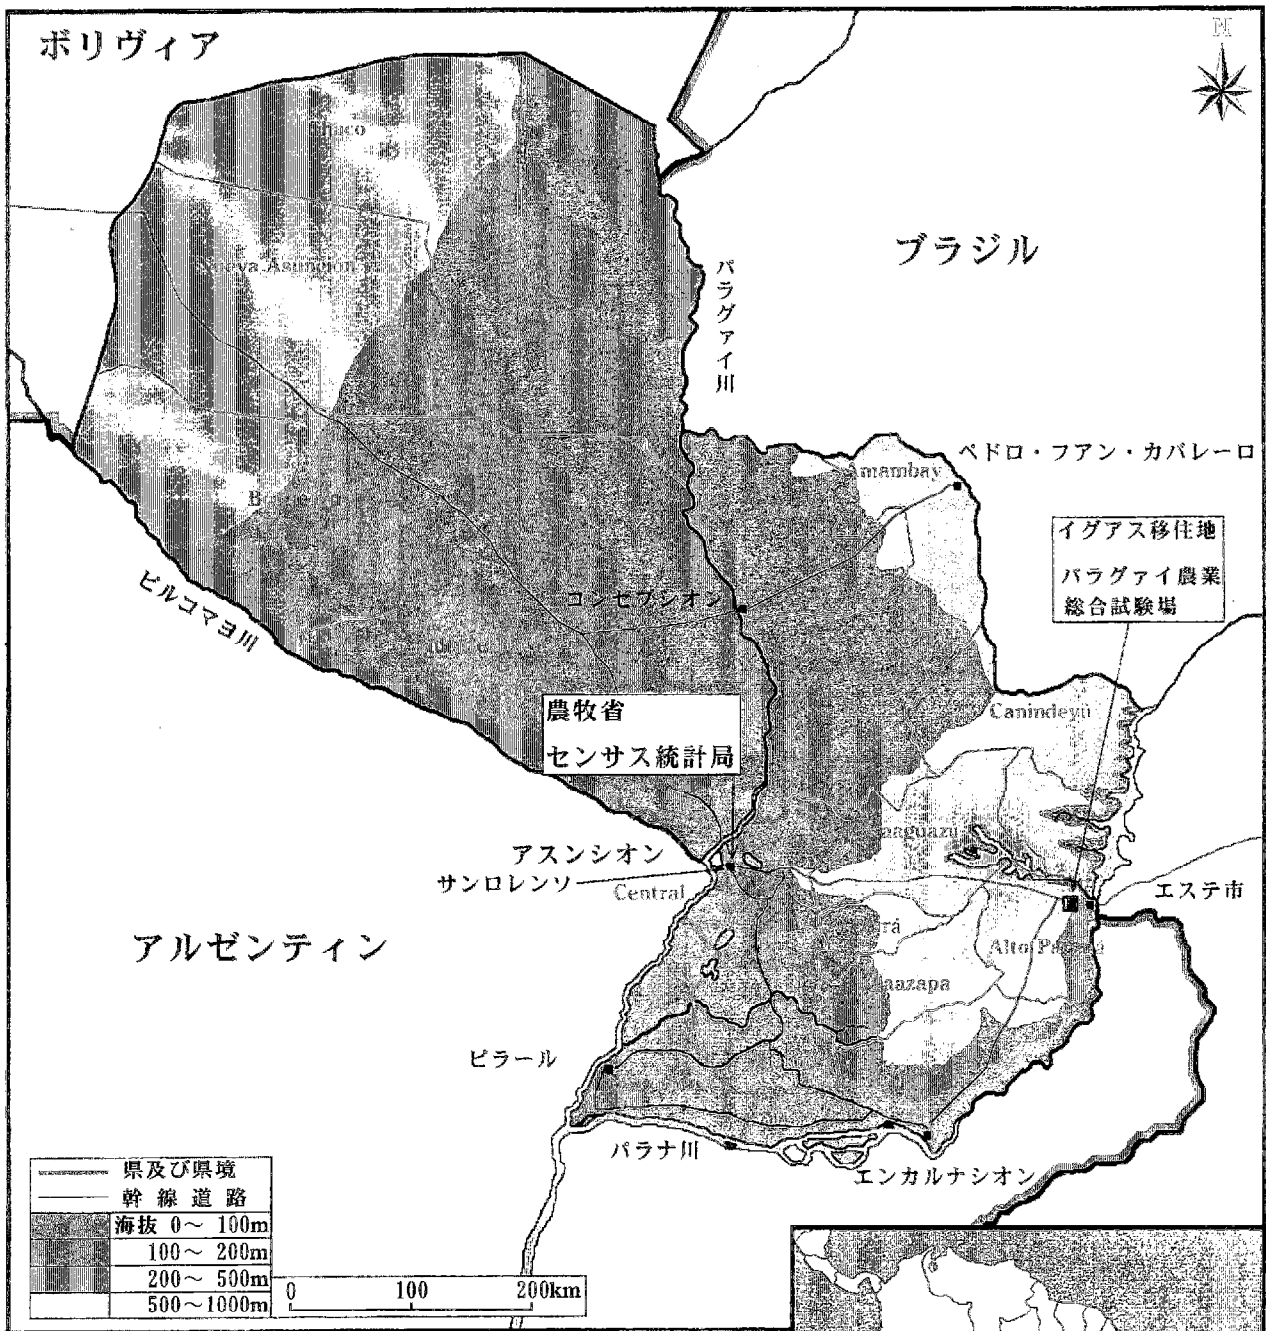 ボリヴィア
N
ブラジル
パラグァイ川
ペドロ・フアン・カバレーロ
Amambay
イグアス移住地
パラグァイ農業
総合試験場
ピルコマヨ川
コンセプシオン
農牧省
センサス統計局
Canindeyú
アスンシオン
サンロレンソ
Central
エステ市
アルゼンティン
ピラール
パラナ川
エンカルナシオン
県及び県境
幹線道路
海抜 0～ 100m
100～ 200m
200～ 500m
500～1000m
0 100 200km